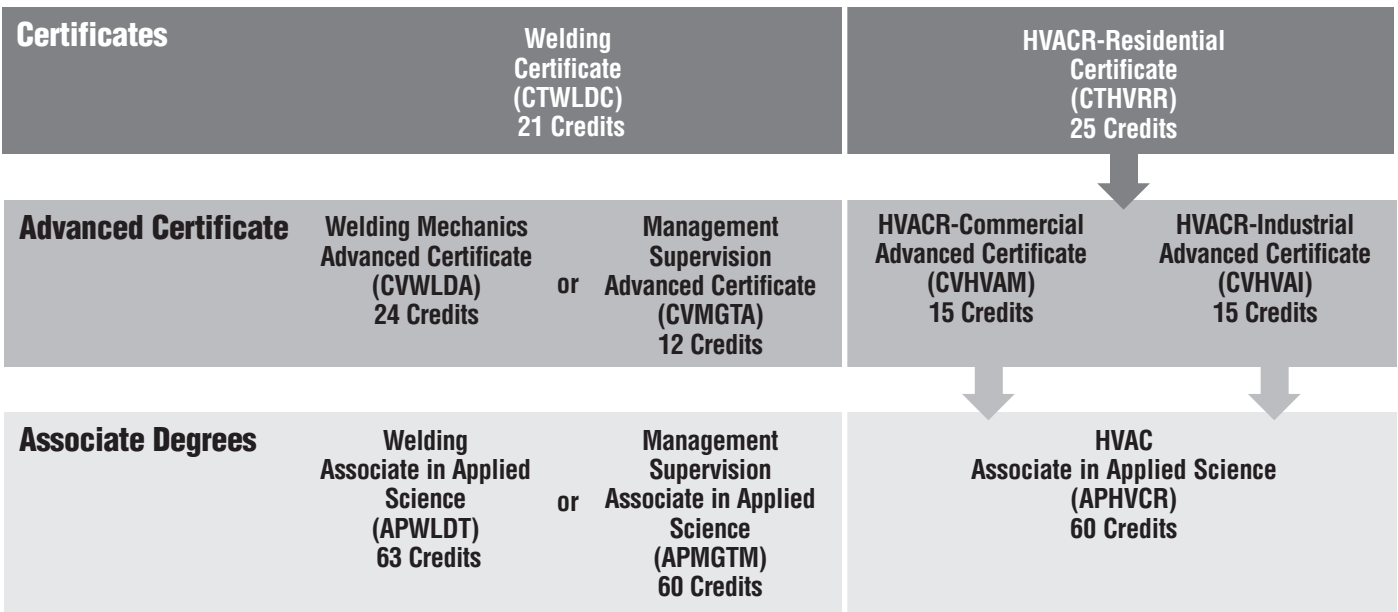 Certificates
Welding
Certificate
(CTWLDC)
21 Credits
HVACR-Residential
Certificate
(CTHVRR)
25 Credits
Advanced Certificate
Welding Mechanics
Advanced Certificate
(CVWLDA)
24 Credits
or
Management
Supervision
Advanced Certificate
(CVMGTA)
12 Credits
HVACR-Commercial
Advanced Certificate
(CVHVAM)
15 Credits
HVACR-Industrial
Advanced Certificate
(CVHVAI)
15 Credits
Associate Degrees
Welding
Associate in Applied
Science
(APWLDT)
63 Credits
or
Management
Supervision
Associate in Applied
Science
(APMGTM)
60 Credits
HVAC
Associate in Applied Science
(APHVCR)
60 Credits